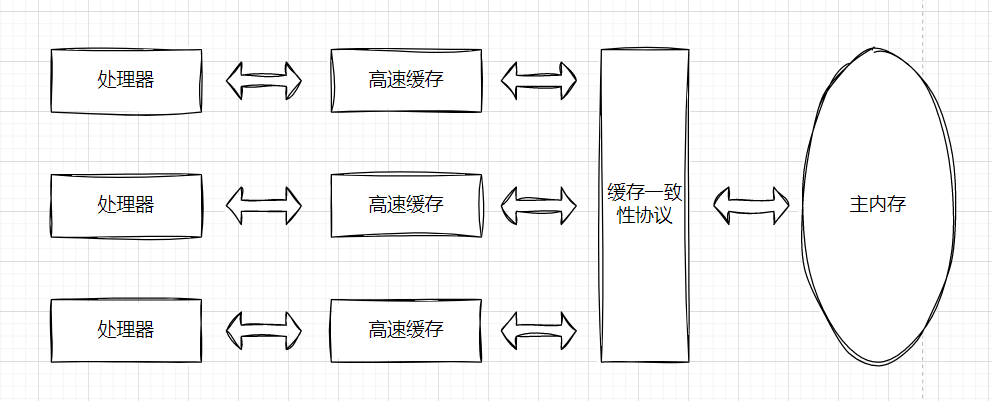 处理器
高速缓存
处理器
高速缓存
缓存一致
性协议
主内存
处理器
高速缓存